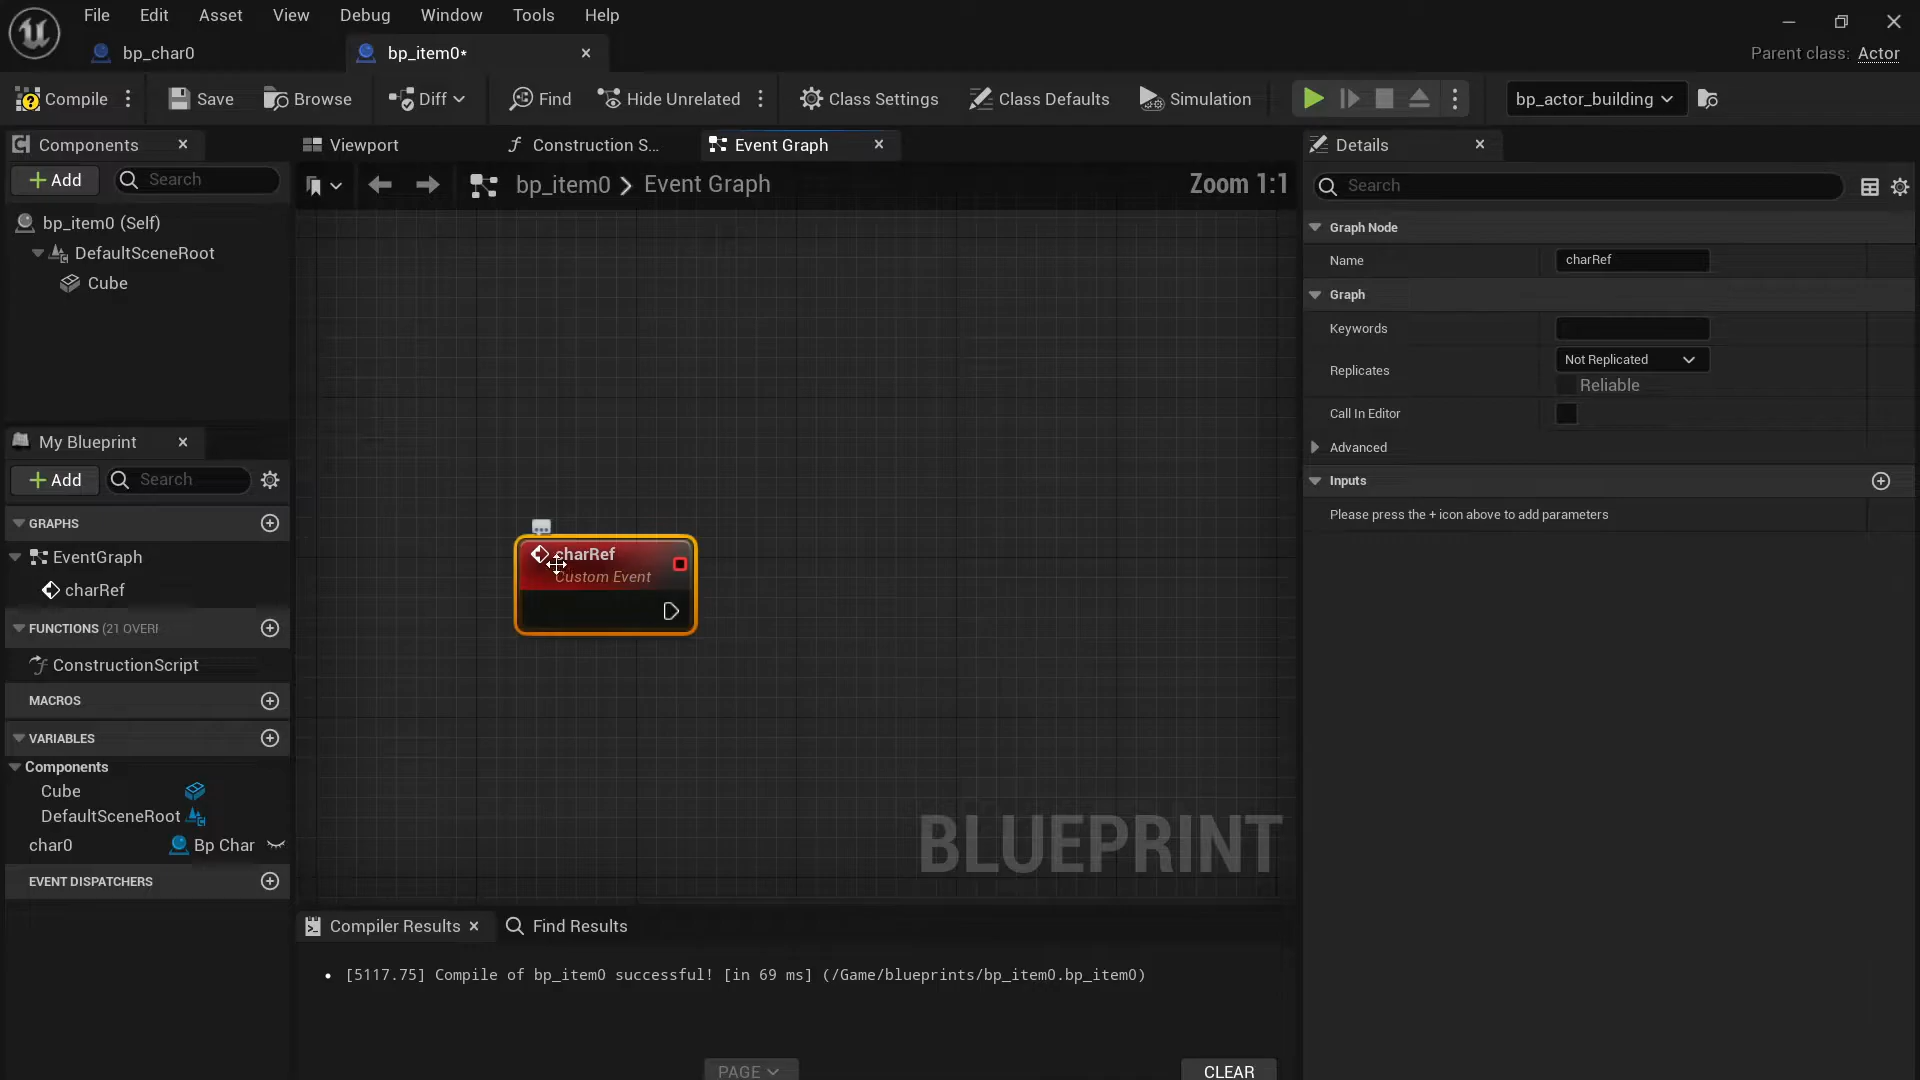 File Edit Asset View Debug Window Tools Help
bp_char0
bp_item0*
Parent class: Actor
Compile Save Browse Diff Find Hide Unrelated Class Settings Class Defaults Simulation bp_actor_building
Components
Viewport
Construction S...
Event Graph
Details
Add
Search
bp_item0 Event Graph
Zoom 1:1
Search
bp_item0 (Self)
DefaultSceneRoot
Cube
Graph Node
Name charRef
Graph
Keywords
Replicates Not Replicated
Reliable
Call In Editor
Advanced
Inputs
Please press the + icon above to add parameters
My Blueprint
Add
Search
GRAPHS
EventGraph
charRef
FUNCTIONS (21 OVERI
ConstructionScript
MACROS
VARIABLES
Components
Cube
DefaultSceneRoot
char0 Bp Char
EVENT DISPATCHERS
charRef
Custom Event
BLUEPRINT
Compiler Results
Find Results
• [5117.75] Compile of bp_item0 successful! [in 69 ms] (/Game/blueprints/bp_item0.bp_item0)
PAGE
CLEAR